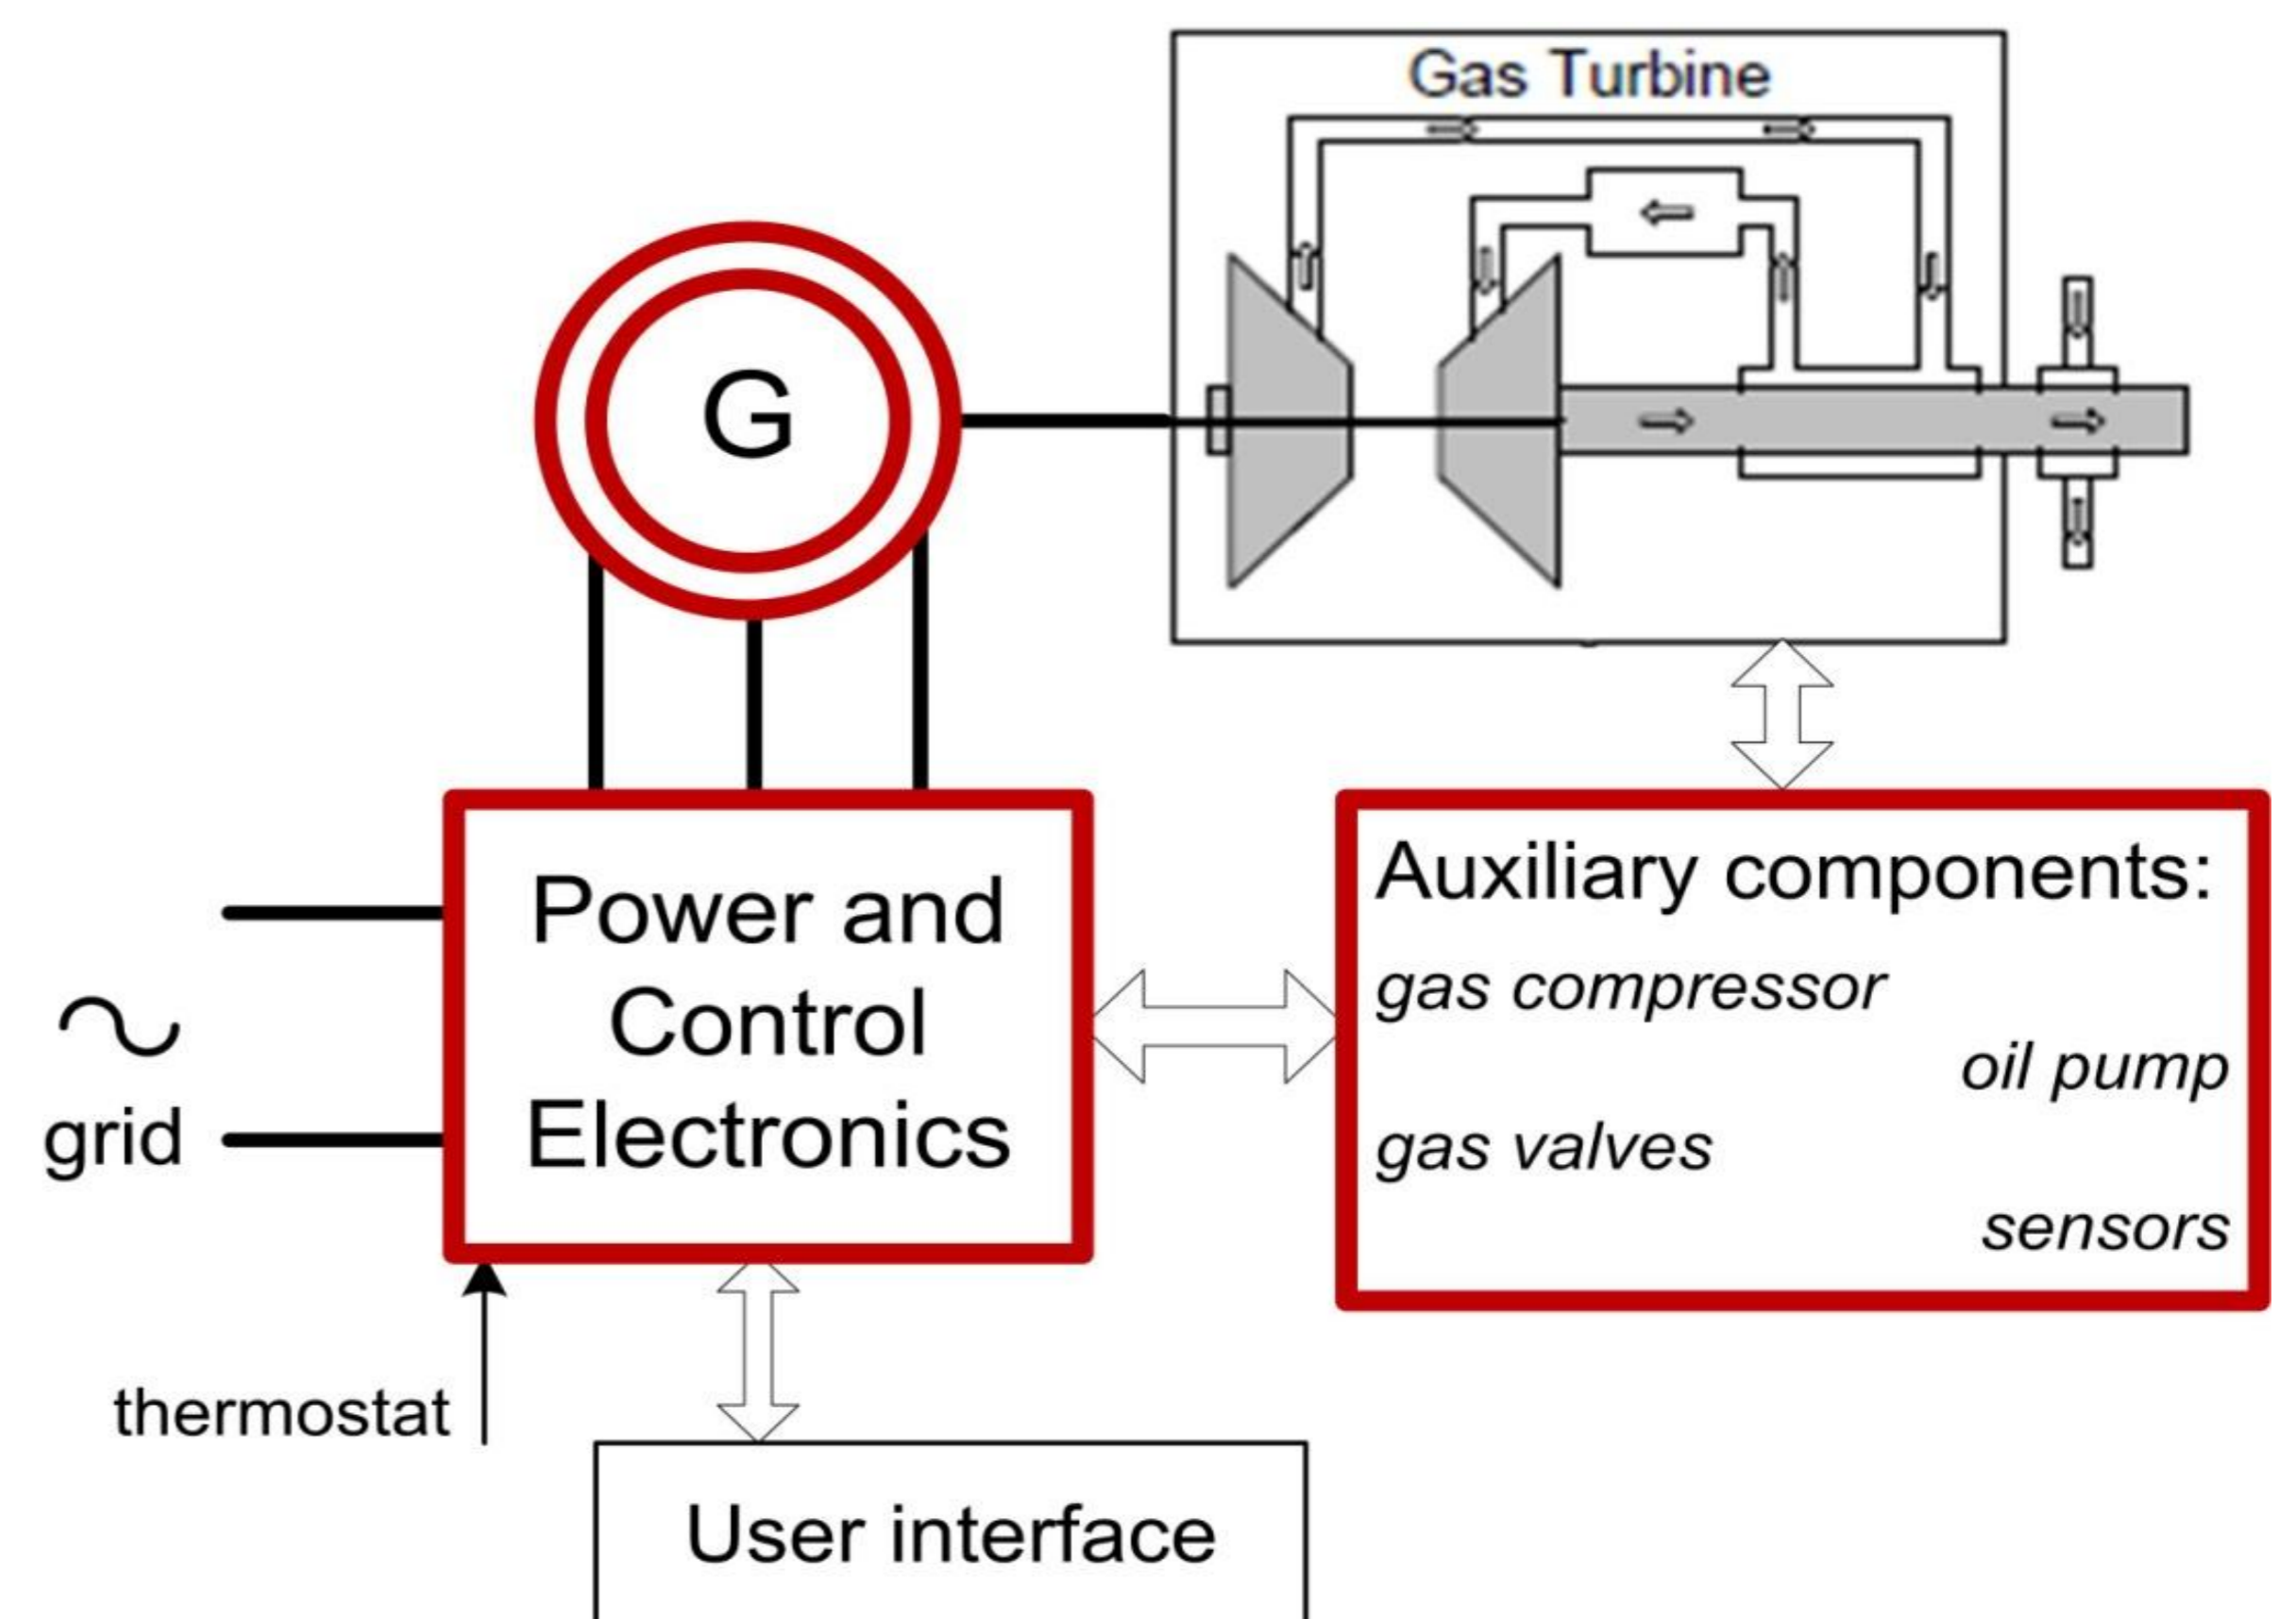 Gas Turbine
G
Power and
Control
Electronics
grid
Auxiliary components:
gas compressor
oil pump
gas valves
sensors
thermostat
User interface